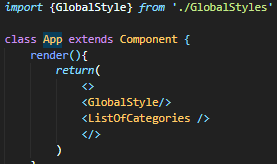 import {GlobalStyle} from './GlobalStyles'
class App extends Component {
render(){
return(
<>
<GlobalStyle/>
<ListOfCategories />
</>
)
}